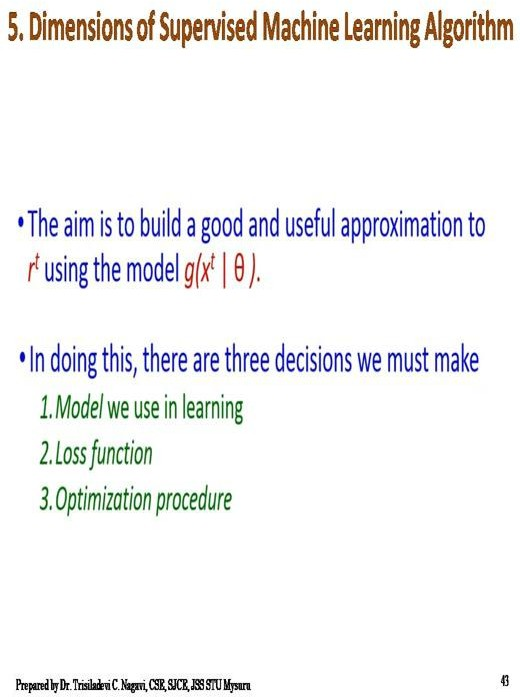 5. Dimensions of Supervised Machine Learning Algorithm
• The aim is to build a good and useful approximation to
rᵗ using the model g(xᵗ | θ ).
• In doing this, there are three decisions we must make
1. Model we use in learning
2. Loss function
3. Optimization procedure
Prepared by Dr. Trisiladevi C. Nagavi, CSE, SJCE, JSS STU Mysuru
43